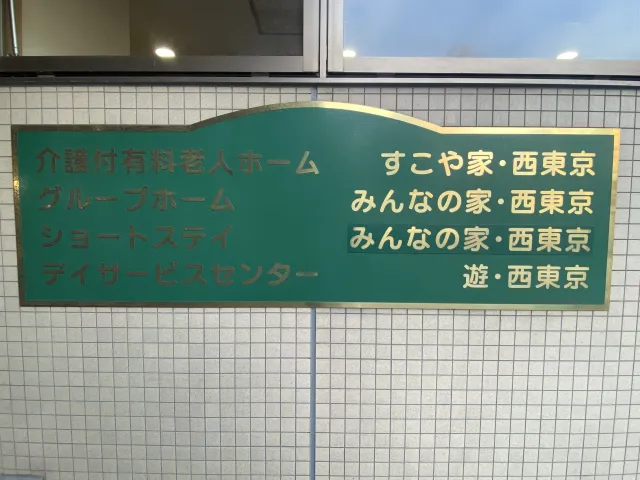 介護付有料老人ホーム すこや家・西東京
グループホーム みんなの家・西東京
ショートステイ みんなの家・西東京
デイサービスセンター 遊・西東京